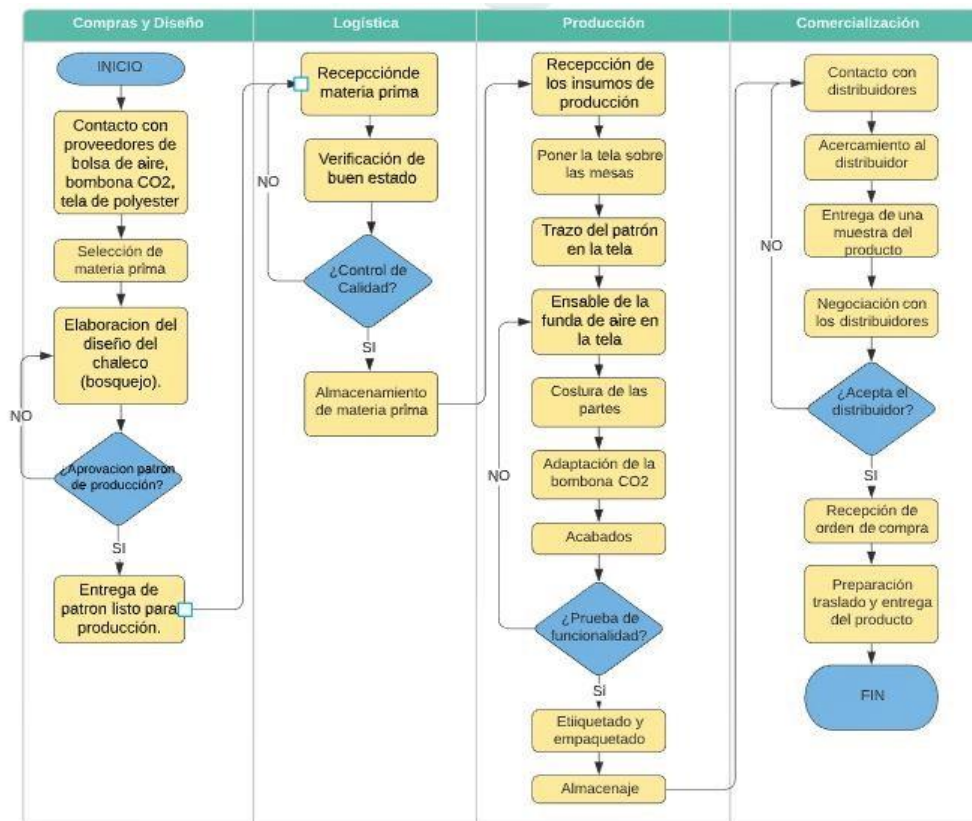 Compras y Diseño
Logística
Producción
Comercialización
INICIO
Contacto con
proveedores de
bolsa de aire,
bombona CO2,
tela de polyester
Selección de
materia prima
Elaboracion del
diseño del
chaleco
(bosquejo).
NO
¿Aprovacion patron
de producción?
SI
Entrega de
patron listo para
producción.
Recepcciónde
materia prima
Verificación de
buen estado
NO
¿Control de
Calidad?
SI
Almacenamiento
de materia prima
Recepcción de
los insumos de
producción
Poner la tela sobre
las mesas
Trazo del patrón
en la tela
Ensable de la
funda de aire en
la tela
Costura de las
partes
NO
Adaptación de la
bombona CO2
Acabados
¿Prueba de
funcionalidad?
SI
Etiiquetado y
empaquetado
Almacenaje
Contacto con
distribuidores
Acercamiento al
distribuidor
Entrega de una
muestra del
producto
NO
Negociación con
los distribuidores
¿Acepta el
distribuidor?
SI
Recepción de
orden de compra
Preparación
traslado y entrega
del producto
FIN